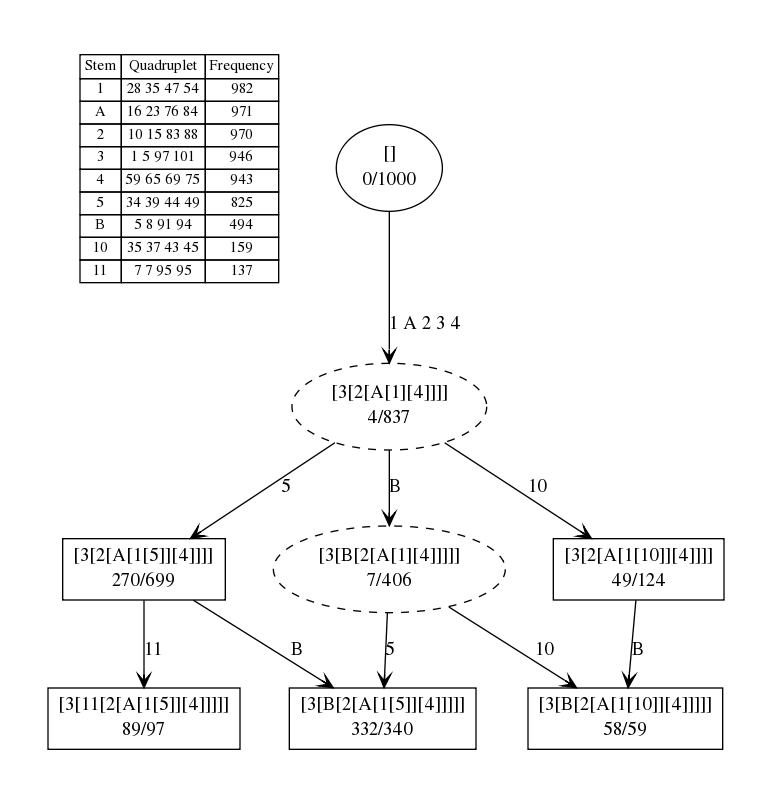 Stem Quadruplet Frequency
1 28 35 47 54 982
A 16 23 76 84 971
2 10 15 83 88 970
3 1 5 97 101 946
4 59 65 69 75 943
5 34 39 44 49 825
B 5 8 91 94 494
10 35 37 43 45 159
11 7 7 95 95 137
[]
0/1000
1 A 2 3 4
[3[2[A[1][4]]]]
4/837
5
B
10
[3[2[A[1[5]][4]]]]
270/699
[3[B[2[A[1][4]]]]]
7/406
[3[2[A[1[10]][4]]]]
49/124
11
B
5
10
B
[3[11[2[A[1[5]][4]]]]]
89/97
[3[B[2[A[1[5]][4]]]]]
332/340
[3[B[2[A[1[10]][4]]]]]
58/59